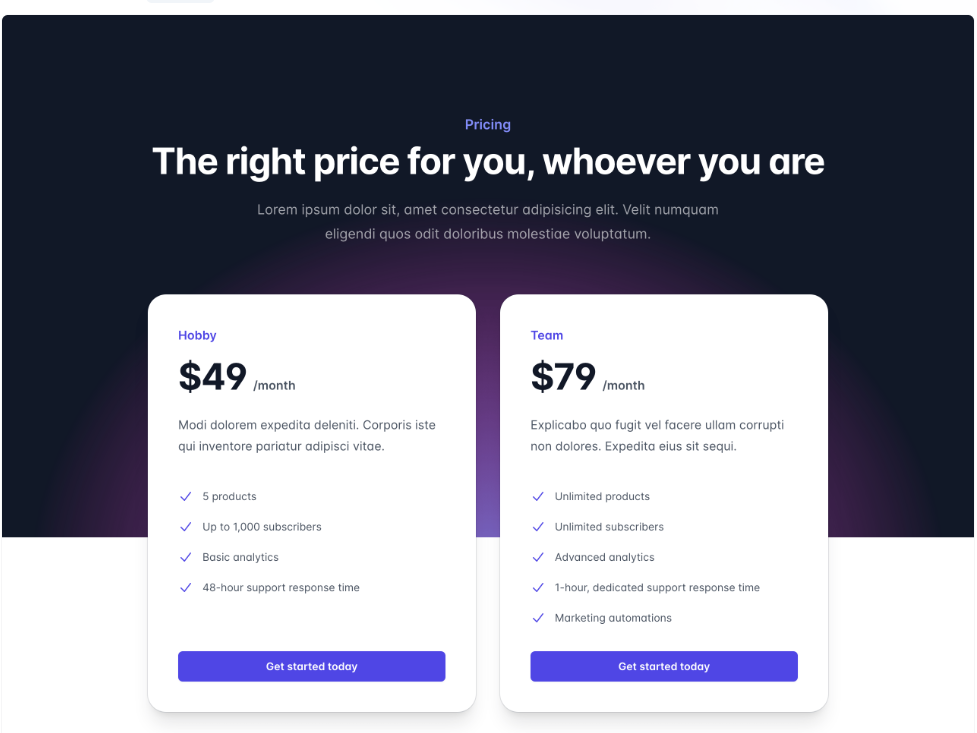 Pricing
The right price for you, whoever you are
Lorem ipsum dolor sit, amet consectetur adipisicing elit. Velit numquam
eligendi quos odit doloribus molestiae voluptatum.
Hobby
$49 /month
Modi dolorem expedita deleniti. Corporis iste
qui inventore pariatur adipisci vitae.
5 products
Up to 1,000 subscribers
Basic analytics
48-hour support response time
Get started today
Team
$79 /month
Explicabo quo fugit vel facere ullam corrupti
non dolores. Expedita eius sit sequi.
Unlimited products
Unlimited subscribers
Advanced analytics
1-hour, dedicated support response time
Marketing automations
Get started today